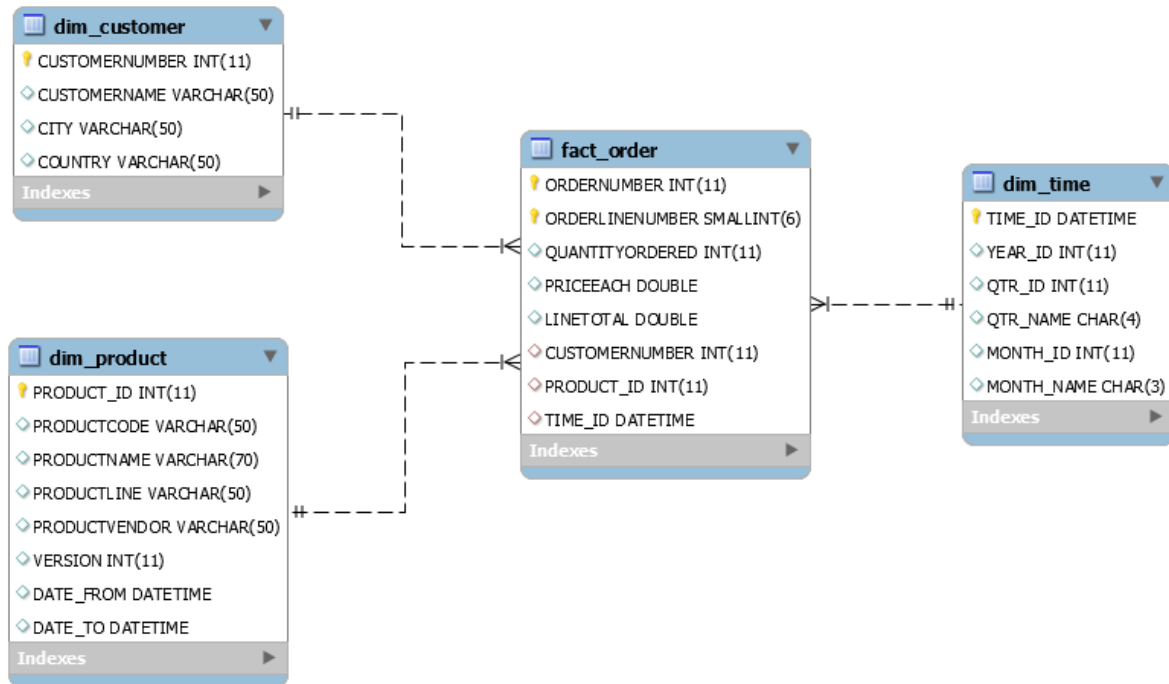 dim_customer
CUSTOMERNUMBER INT(11)
CUSTOMERNAME VARCHAR(50)
CITY VARCHAR(50)
COUNTRY VARCHAR(50)
Indexes
dim_product
PRODUCT_ID INT(11)
PRODUCTCODE VARCHAR(50)
PRODUCTNAME VARCHAR(70)
PRODUCTLINE VARCHAR(50)
PRODUCTVENDOR VARCHAR(50)
VERSION INT(11)
DATE_FROM DATETIME
DATE_TO DATETIME
Indexes
fact_order
ORDERNUMBER INT(11)
ORDERLINENUMBER SMALLINT(6)
QUANTITYORDERED INT(11)
PRICEEACH DOUBLE
LINETOTAL DOUBLE
CUSTOMERNUMBER INT(11)
PRODUCT_ID INT(11)
TIME_ID DATETIME
Indexes
dim_time
TIME_ID DATETIME
YEAR_ID INT(11)
QTR_ID INT(11)
QTR_NAME CHAR(4)
MONTH_ID INT(11)
MONTH_NAME CHAR(3)
Indexes